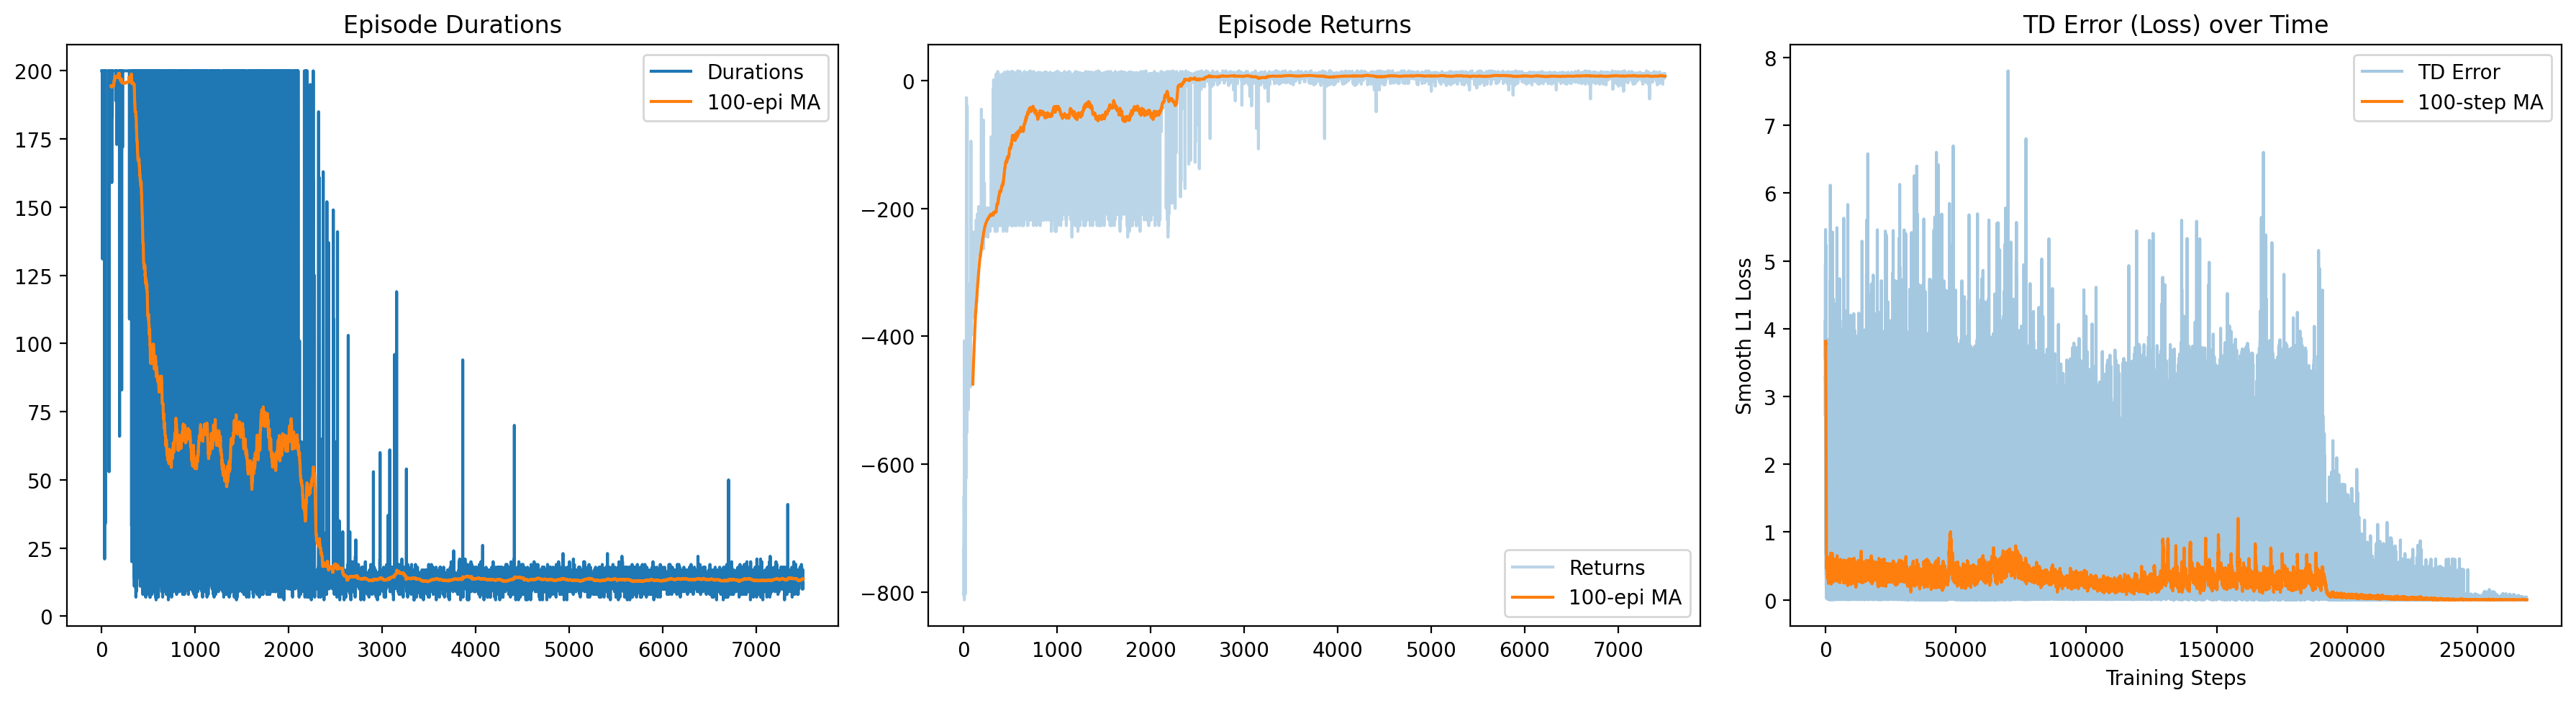 Episode Durations
200
175
150
125
100
75
50
25
0
0 1000 2000 3000 4000 5000 6000 7000
Durations
100-epi MA
Episode Returns
0
−200
−400
−600
−800
0 1000 2000 3000 4000 5000 6000 7000
Returns
100-epi MA
TD Error (Loss) over Time
Smooth L1 Loss
8
7
6
5
4
3
2
1
0
0 50000 100000 150000 200000 250000
Training Steps
TD Error
100-step MA